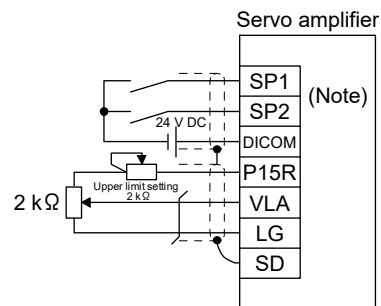 Servo amplifier
SP1
(Note)
SP2
24 V DC
DICOM
P15R
Upper limit setting
2 kΩ
2 kΩ
VLA
LG
SD